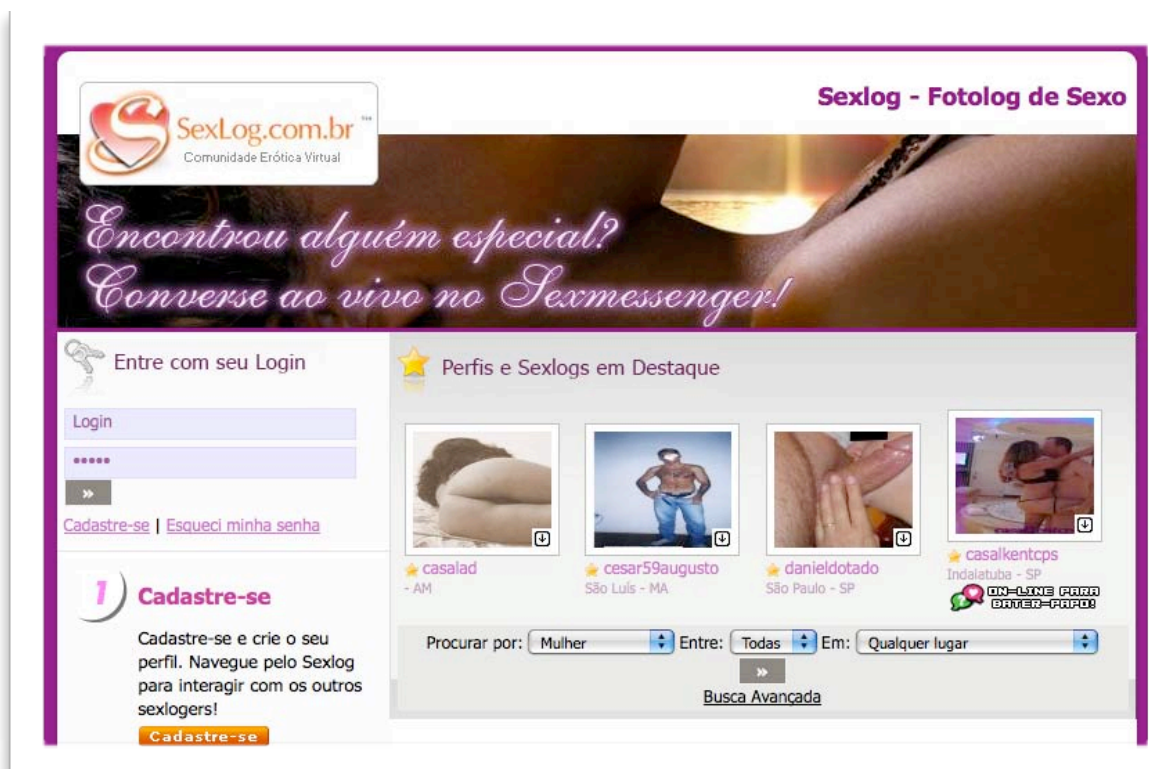 Sexlog - Fotolog de Sexo
SexLog.com.br ™
Comunidade Erótica Virtual
Encontrou alguém especial?
Converse ao vivo no Sexmessenger!
Entre com seu Login
Login
•••••
»
Cadastre-se | Esqueci minha senha
1
Cadastre-se
Cadastre-se e crie o seu
perfil. Navegue pelo Sexlog
para interagir com os outros
sexlogers!
Cadastre-se
Perfis e Sexlogs em Destaque
casalad
- AM
cesar59augusto
São Luís - MA
danieldotado
São Paulo - SP
casalkentcps
Indaiatuba - SP
ON-LINE PARA
BATER-PAPO!
Procurar por: Mulher Entre: Todas Em: Qualquer lugar
»
Busca Avançada